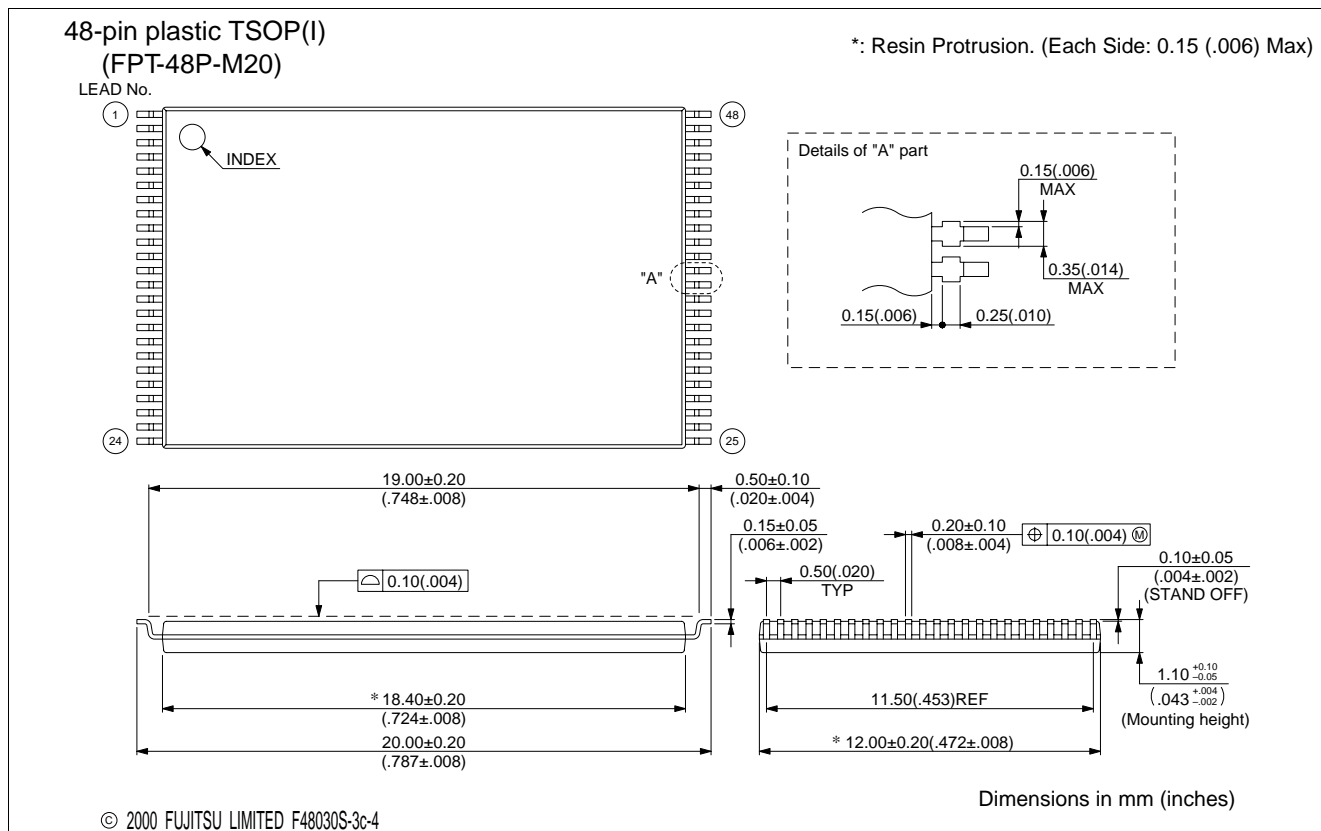 48-pin plastic TSOP(I)
(FPT-48P-M20)
*: Resin Protrusion. (Each Side: 0.15 (.006) Max)
LEAD No.
1
48
INDEX
"A"
24
25
Details of "A" part
0.15(.006)
MAX
0.35(.014)
MAX
0.15(.006)
0.25(.010)
19.00±0.20
(.748±.008)
0.50±0.10
(.020±.004)
0.15±0.05
(.006±.002)
0.20±0.10
(.008±.004)
⌖ 0.10(.004) Ⓜ
0.50(.020)
TYP
0.10±0.05
(.004±.002)
(STAND OFF)
⌓ 0.10(.004)
1.10 +0.10 –0.05
(.043 +.004 –.002)
(Mounting height)
* 18.40±0.20
(.724±.008)
11.50(.453)REF
20.00±0.20
(.787±.008)
* 12.00±0.20(.472±.008)
Dimensions in mm (inches)
© 2000 FUJITSU LIMITED F48030S-3c-4